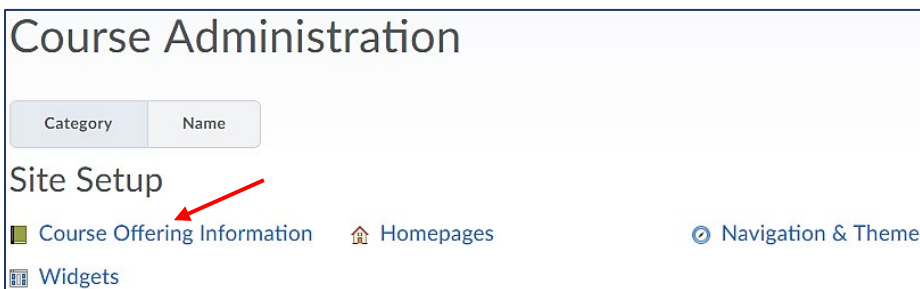 Course Administration
Category Name
Site Setup
Course Offering Information Homepages Navigation & Theme
Widgets